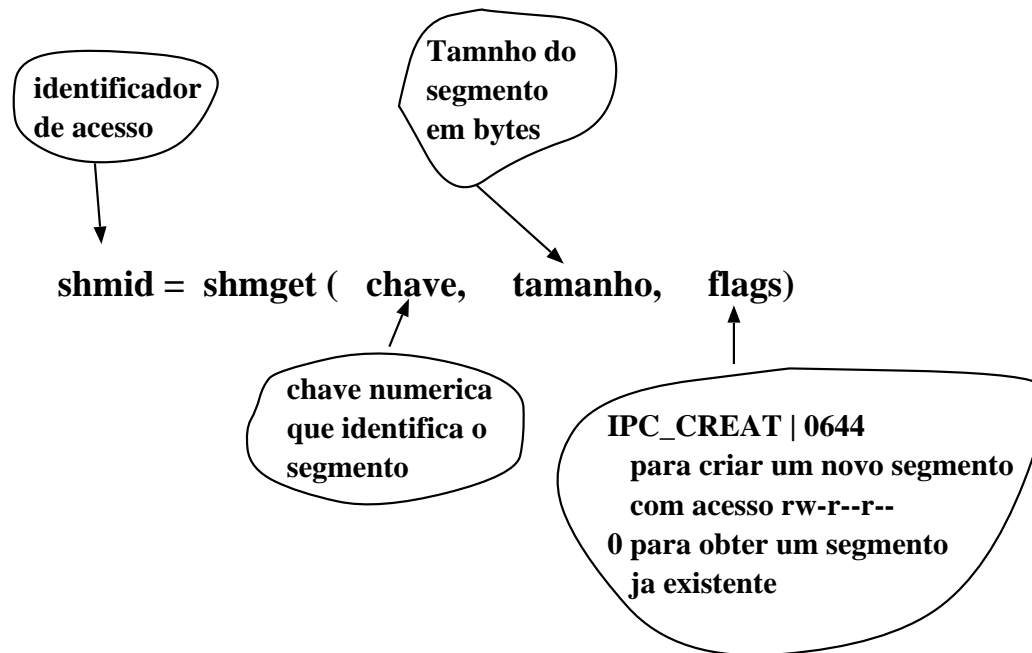 identificador
de acesso
Tamnho do
segmento
em bytes
shmid = shmget ( chave, tamanho, flags)
chave numerica
que identifica o
segmento
IPC_CREAT | 0644
para criar um novo segmento
com acesso rw-r--r--
0 para obter um segmento
ja existente